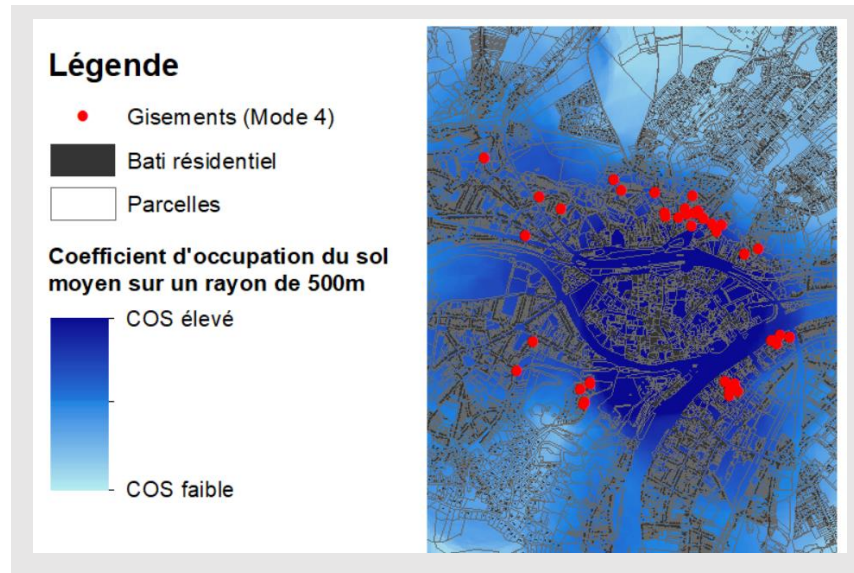 Légende
Gisements (Mode 4)
Bati résidentiel
Parcelles
Coefficient d'occupation du sol
moyen sur un rayon de 500m
COS élevé
COS faible